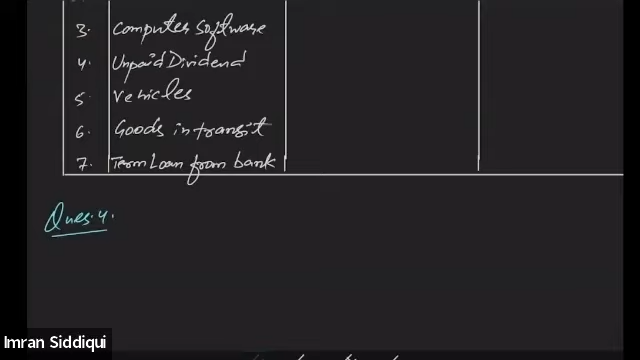 3. Computer Software
4. Unpaid Dividend
5. Vehicles
6. Goods in transit
7. Term Loan from bank
Ques. 4.
Imran Siddiqui